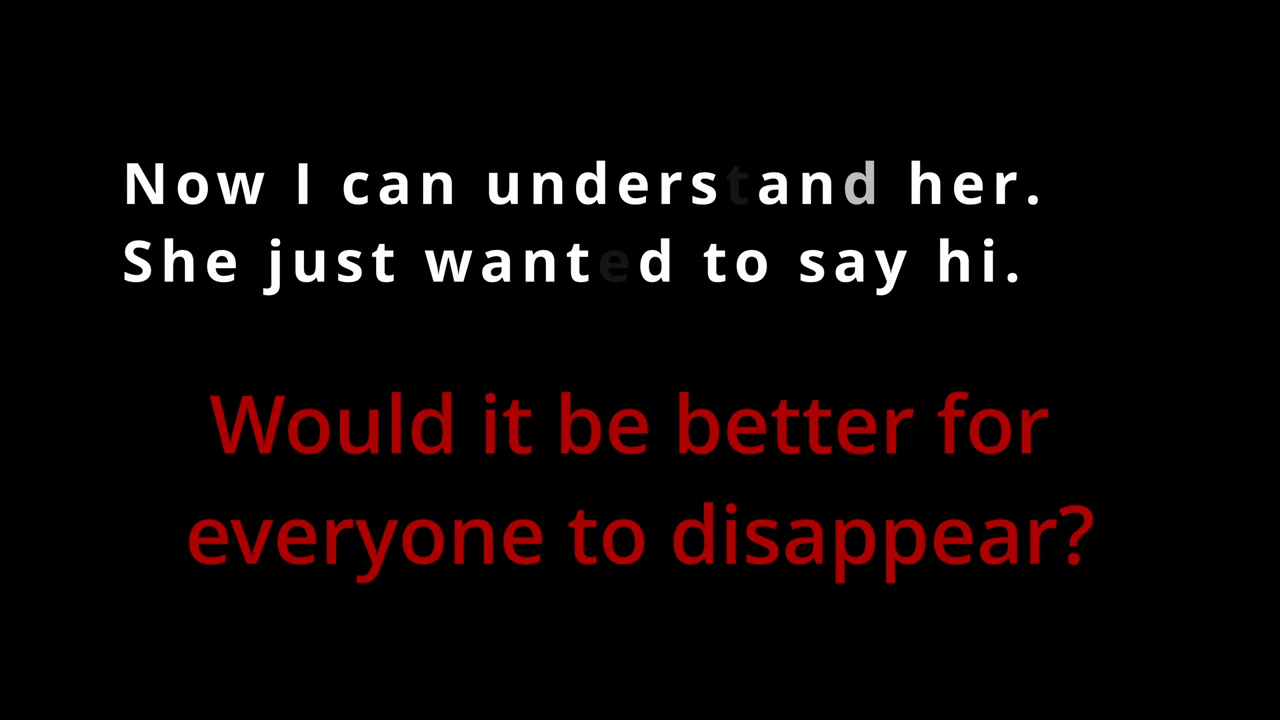 Now I can understand her.
She just wanted to say hi.
Would it be better for
everyone to disappear?